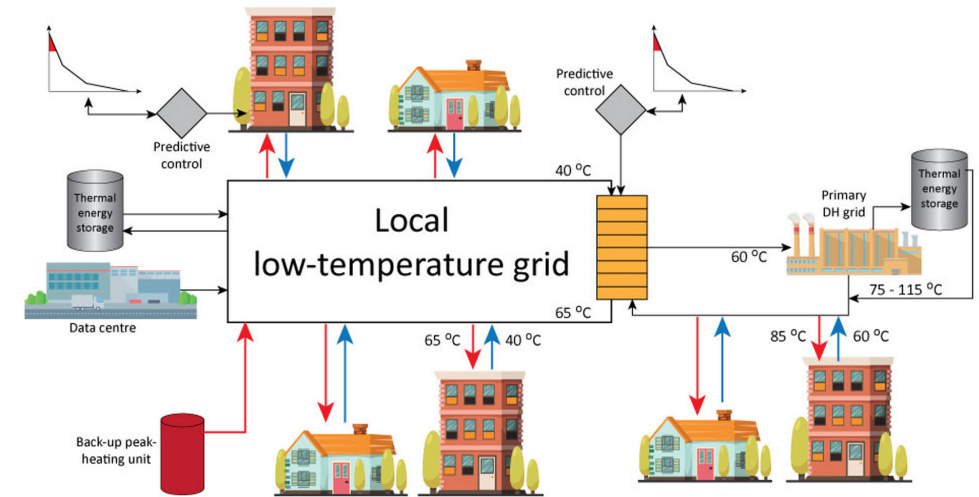 Predictive
control
Predictive
control
40 °C
Thermal
energy
storage
Local
low-temperature grid
Primary
DH grid
Thermal
energy
storage
60 °C
75 - 115 °C
Data centre
65 °C
65 °C
40 °C
85 °C
60 °C
Back-up peak-
heating unit